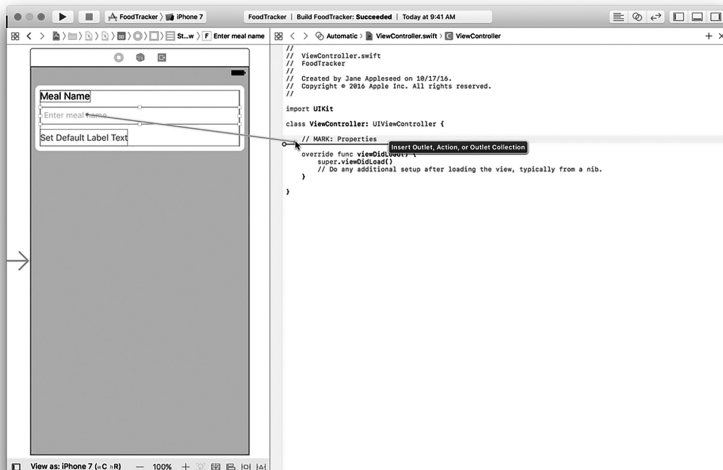 FoodTracker iPhone 7
FoodTracker | Build FoodTracker: Succeeded | Today at 9:41 AM
St...w F Enter meal name
Automatic ViewController.swift C ViewController
Meal Name
Enter meal name
Set Default Label Text
//
// ViewController.swift
// FoodTracker
//
// Created by Jane Appleseed on 10/17/16.
// Copyright © 2016 Apple Inc. All rights reserved.
//
import UIKit
class ViewController: UIViewController {
// MARK: Properties
Insert Outlet, Action, or Outlet Collection
override func viewDidLoad() {
super.viewDidLoad()
// Do any additional setup after loading the view, typically from a nib.
}
}
View as: iPhone 7 (wC hR) — 100% +